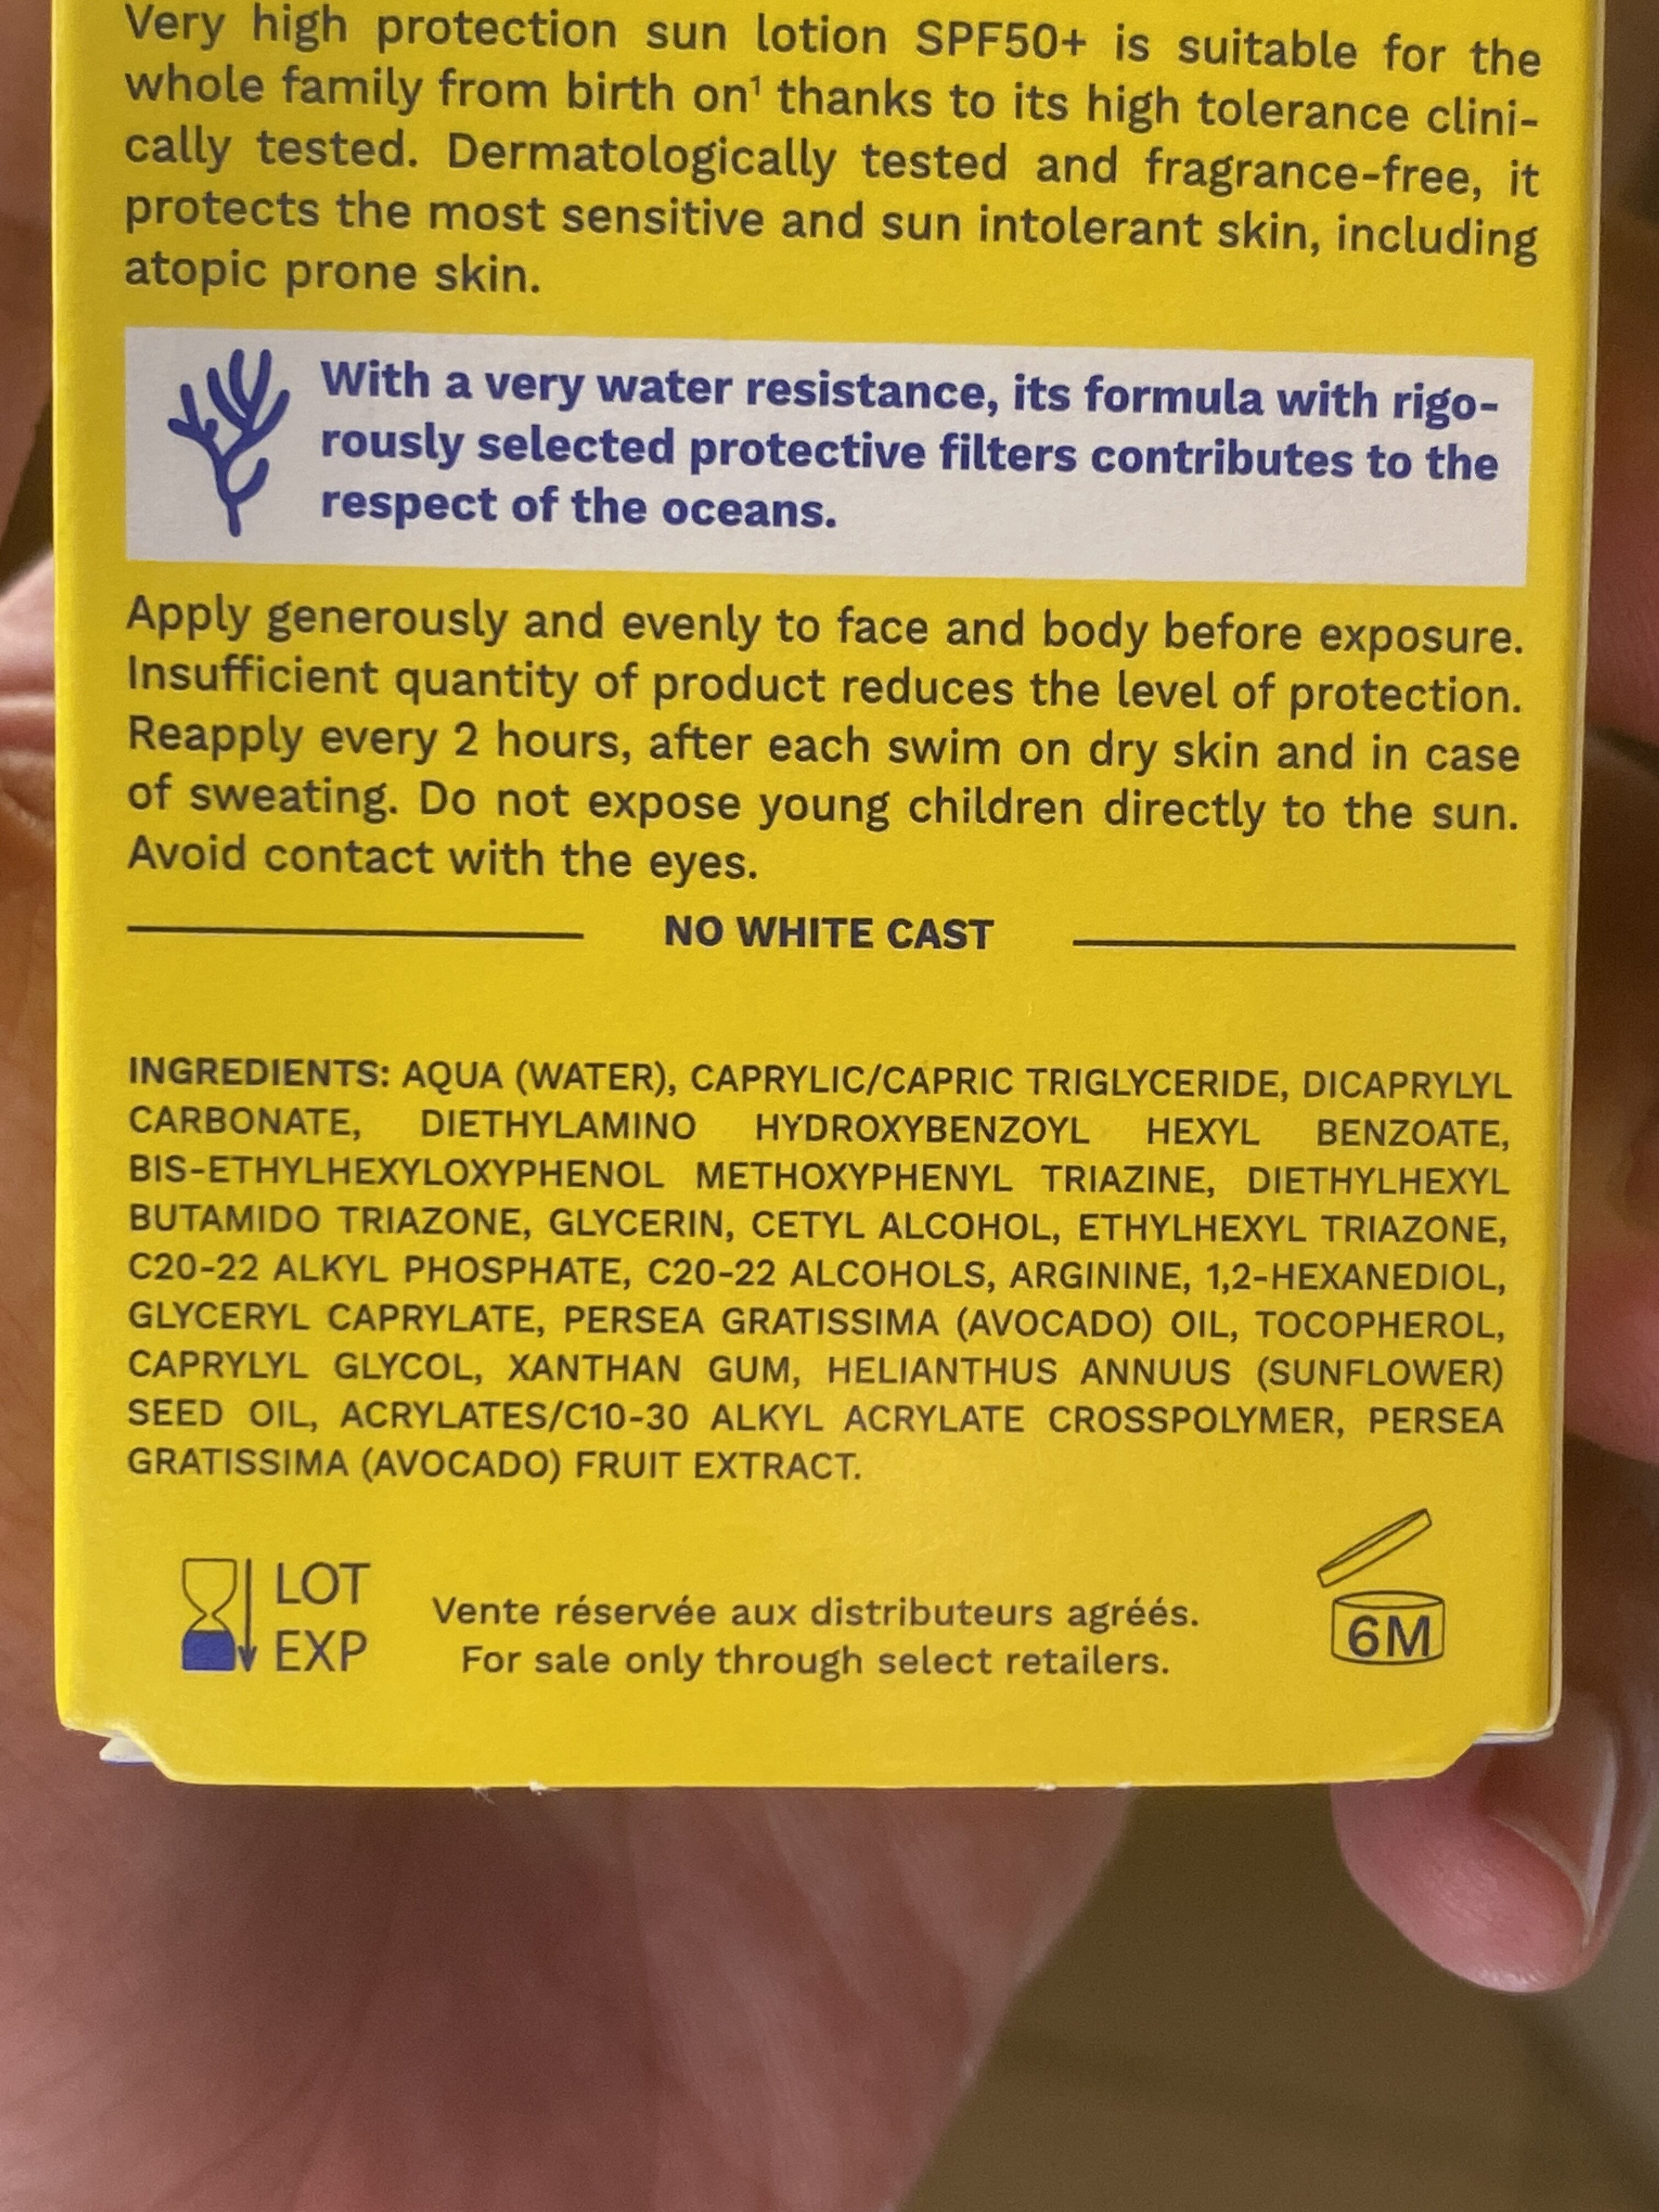 Very high protection sun lotion SPF50+ is suitable for the
whole family from birth on¹ thanks to its high tolerance clini-
cally tested. Dermatologically tested and fragrance-free, it
protects the most sensitive and sun intolerant skin, including
atopic prone skin.
With a very water resistance, its formula with rigo-
rously selected protective filters contributes to the
respect of the oceans.
Apply generously and evenly to face and body before exposure.
Insufficient quantity of product reduces the level of protection.
Reapply every 2 hours, after each swim on dry skin and in case
of sweating. Do not expose young children directly to the sun.
Avoid contact with the eyes.
NO WHITE CAST
INGREDIENTS: AQUA (WATER), CAPRYLIC/CAPRIC TRIGLYCERIDE, DICAPRYLYL
CARBONATE, DIETHYLAMINO HYDROXYBENZOYL HEXYL BENZOATE,
BIS-ETHYLHEXYLOXYPHENOL METHOXYPHENYL TRIAZINE, DIETHYLHEXYL
BUTAMIDO TRIAZONE, GLYCERIN, CETYL ALCOHOL, ETHYLHEXYL TRIAZONE,
C20-22 ALKYL PHOSPHATE, C20-22 ALCOHOLS, ARGININE, 1,2-HEXANEDIOL,
GLYCERYL CAPRYLATE, PERSEA GRATISSIMA (AVOCADO) OIL, TOCOPHEROL,
CAPRYLYL GLYCOL, XANTHAN GUM, HELIANTHUS ANNUUS (SUNFLOWER)
SEED OIL, ACRYLATES/C10-30 ALKYL ACRYLATE CROSSPOLYMER, PERSEA
GRATISSIMA (AVOCADO) FRUIT EXTRACT.
LOT
EXP
Vente réservée aux distributeurs agréés.
For sale only through select retailers.
6M